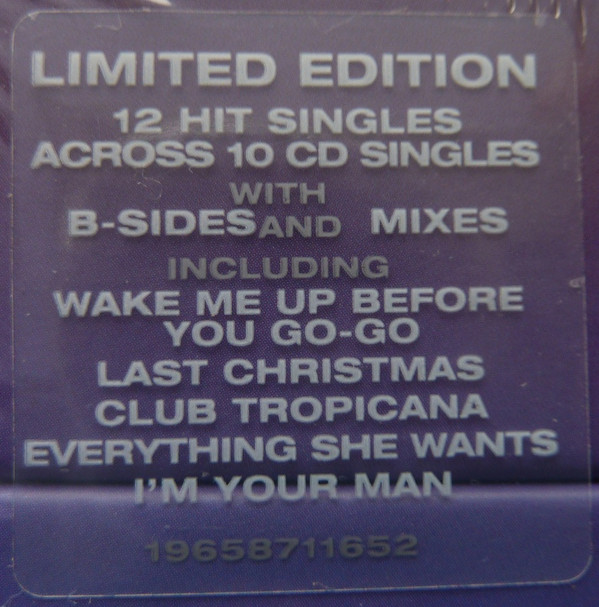 LIMITED EDITION
12 HIT SINGLES
ACROSS 10 CD SINGLES
WITH
B-SIDES AND MIXES
INCLUDING
WAKE ME UP BEFORE
YOU GO-GO
LAST CHRISTMAS
CLUB TROPICANA
EVERYTHING SHE WANTS
I'M YOUR MAN
19658711652